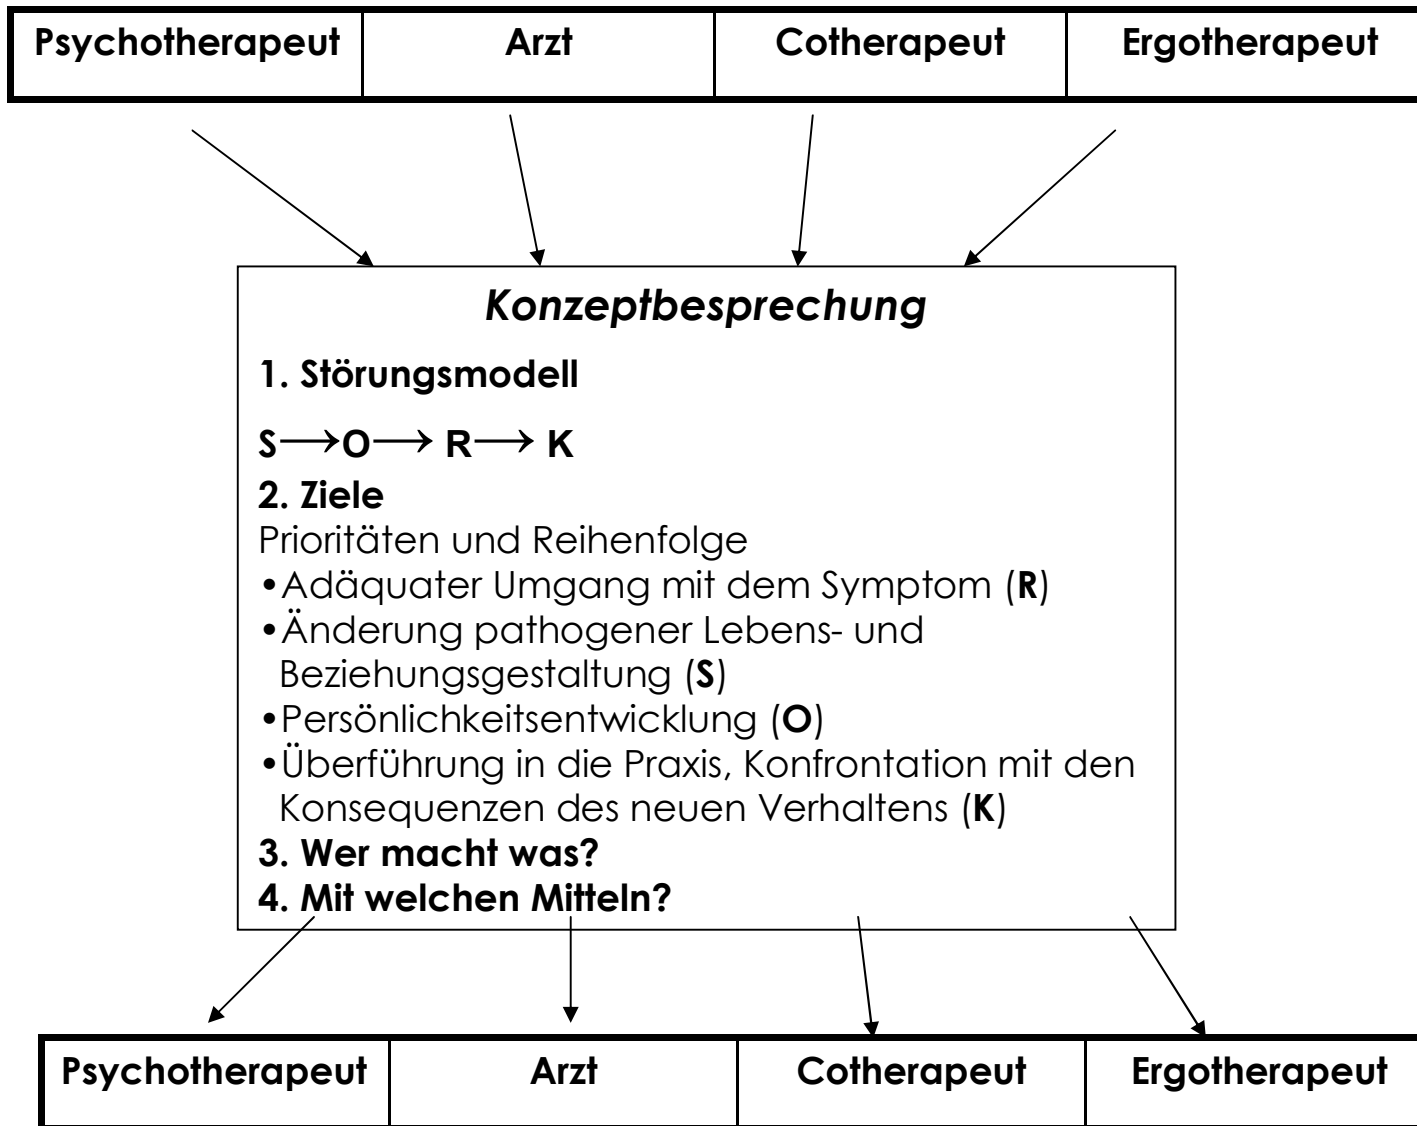 Psychotherapeut Arzt Cotherapeut Ergotherapeut
Konzeptbesprechung
1. Störungsmodell
S→O→ R→ K
2. Ziele
Prioritäten und Reihenfolge
•Adäquater Umgang mit dem Symptom (R)
•Änderung pathogener Lebens- und
Beziehungsgestaltung (S)
•Persönlichkeitsentwicklung (O)
•Überführung in die Praxis, Konfrontation mit den
Konsequenzen des neuen Verhaltens (K)
3. Wer macht was?
4. Mit welchen Mitteln?
Psychotherapeut Arzt Cotherapeut Ergotherapeut